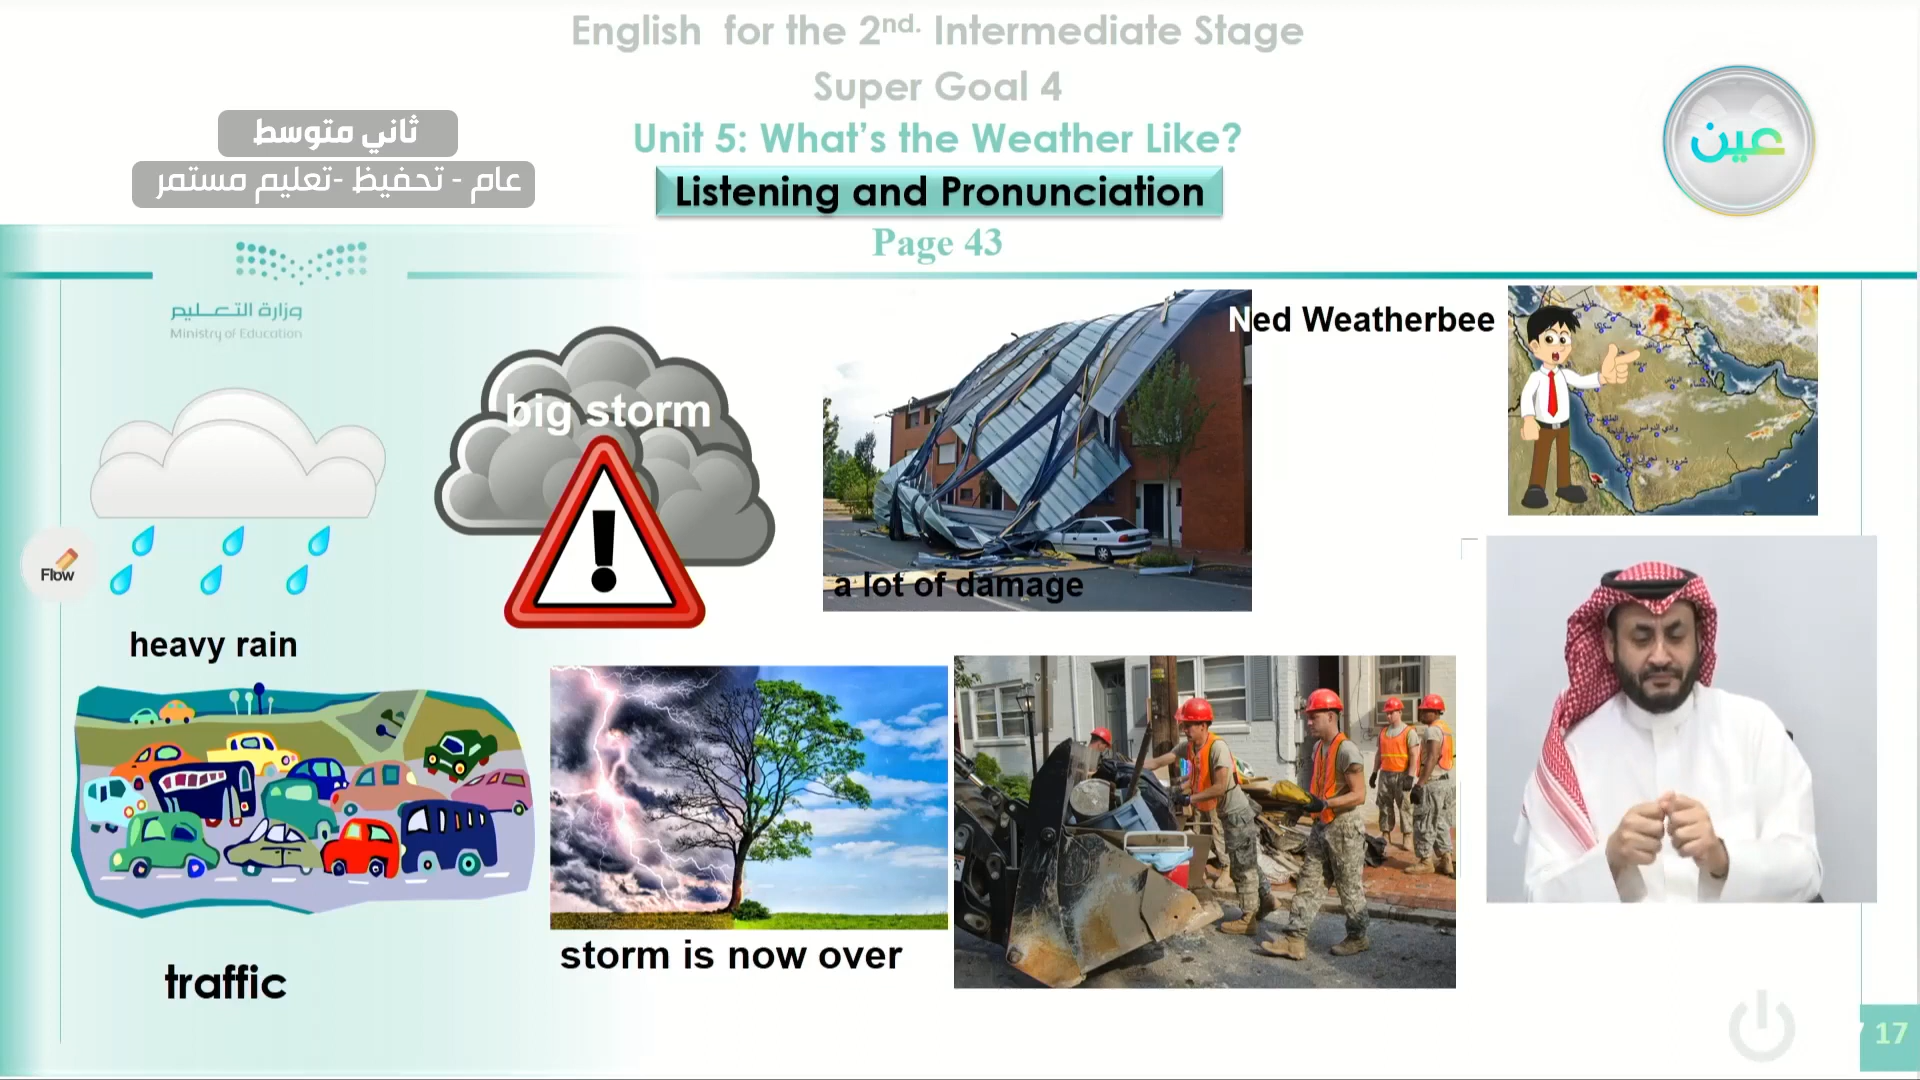 English for the 2nd. Intermediate Stage
Super Goal 4
Unit 5: What's the Weather Like?
Listening and Pronunciation
Page 43
ثاني متوسط
عام - تحفيظ -تعليم مستمر
عين
وزارة التعليم
Ministry of Education
Ned Weatherbee
big storm
a lot of damage
Flow
heavy rain
storm is now over
traffic
17